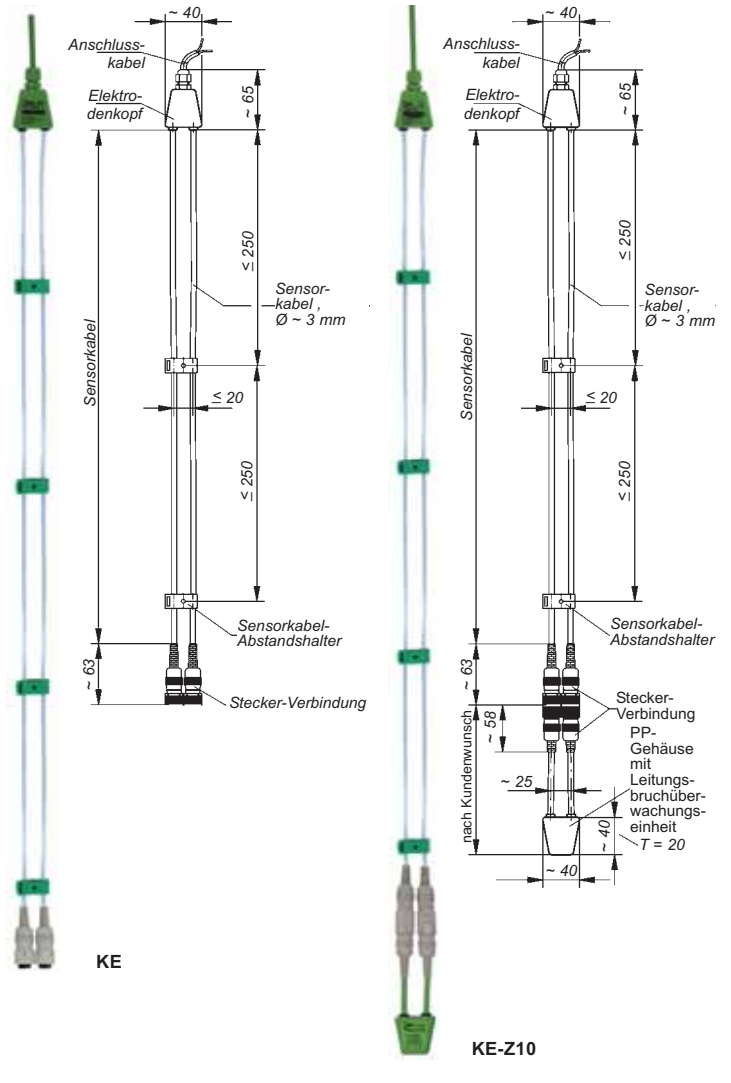 ~ 40
Anschluss-
kabel
Elektro-
denkopf
~ 65
≤ 250
Sensor-
kabel ,
Ø ~ 3 mm
Sensorkabel
≤ 20
≤ 250
Sensorkabel-
Abstandshalter
~ 63
Stecker-Verbindung
KE
~ 40
Anschluss-
kabel
Elektro-
denkopf
~ 65
≤ 250
Sensor-
kabel ,
Ø ~ 3 mm
Sensorkabel
≤ 20
≤ 250
Sensorkabel-
Abstandshalter
~ 63
Stecker-
Verbindung
~ 58
nach Kundenwunsch
PP-
Gehäuse
mit
Leitungs-
bruchüber-
wachungs-
einheit
~ 25
~ 40
T = 20
~ 40
KE-Z10